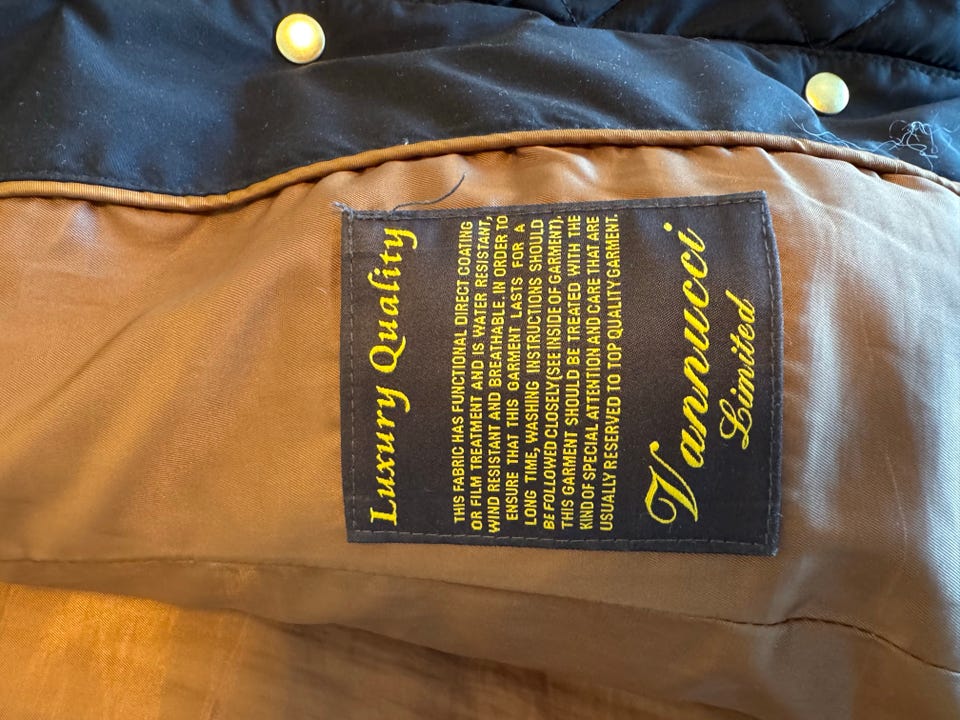 Luxury Quality
THIS FABRIC HAS FUNCTIONAL DIRECT COATING
OR FILM TREATMENT AND IS WATER RESISTANT,
WIND RESISTANT AND BREATHABLE. IN ORDER TO
ENSURE THAT THIS GARMENT LASTS FOR A
LONG TIME, WASHING INSTRUCTIONS SHOULD
BE FOLLOWED CLOSELY (SEE INSIDE OF GARMENT).
THIS GARMENT SHOULD BE TREATED WITH THE
KIND OF SPECIAL ATTENTION AND CARE THAT ARE
USUALLY RESERVED TO TOP QUALITY GARMENT.
Vannucci
Limited